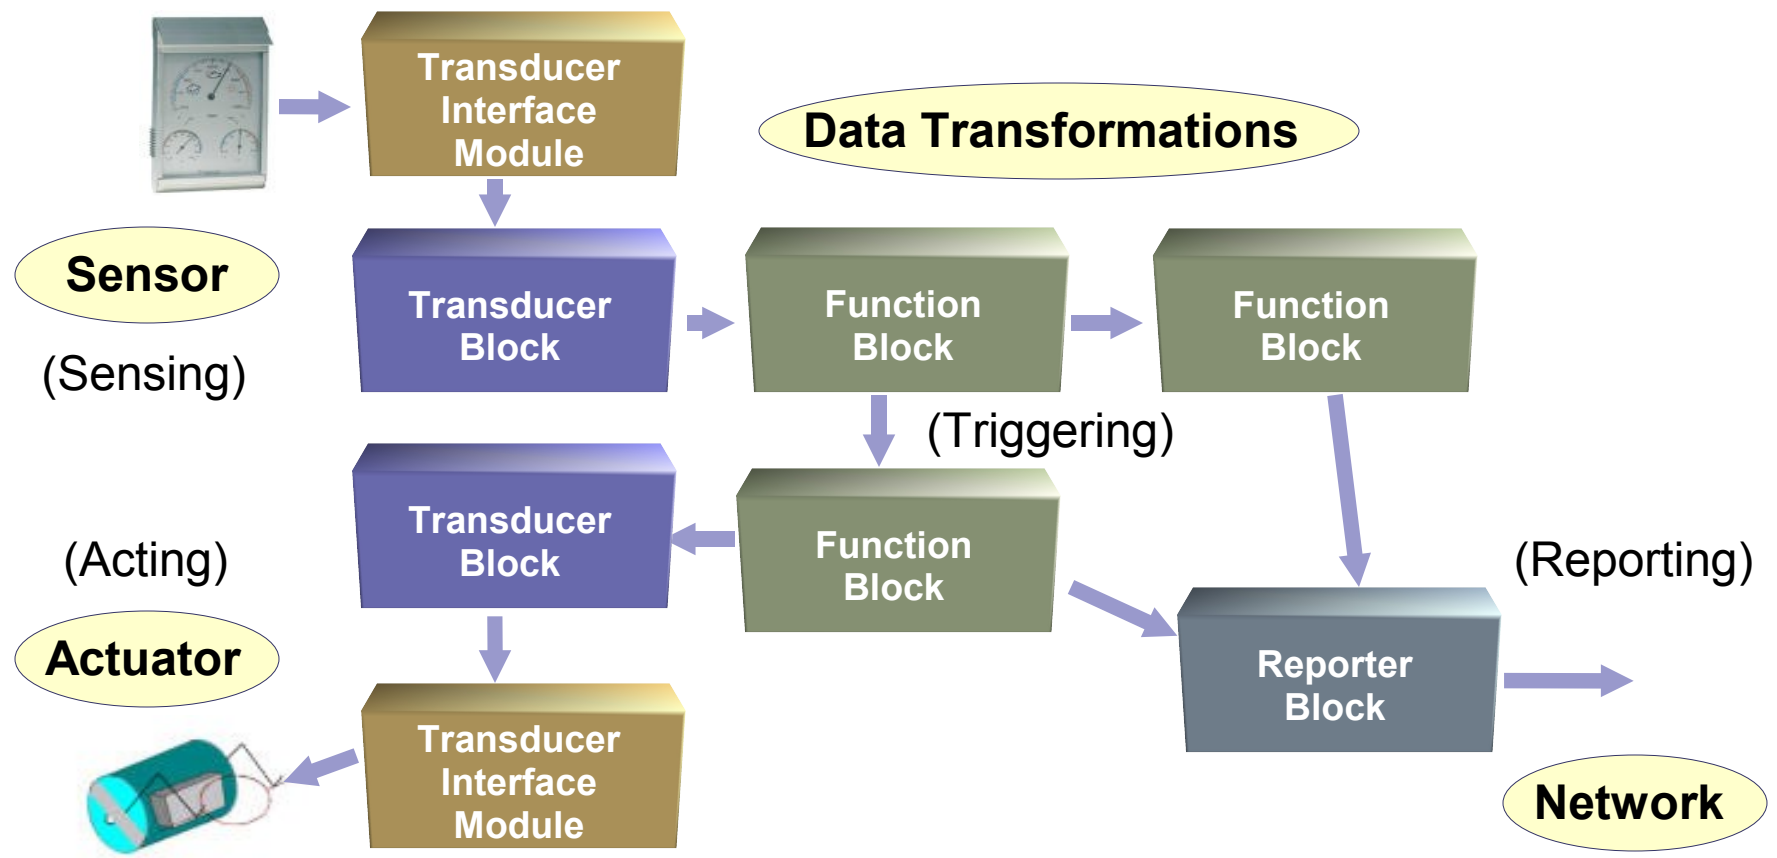 Transducer
Interface
Module
Data Transformations
Sensor
(Sensing)
Transducer
Block
Function
Block
Function
Block
(Triggering)
Transducer
Block
Function
Block
(Acting)
(Reporting)
Actuator
Reporter
Block
Transducer
Interface
Module
Network